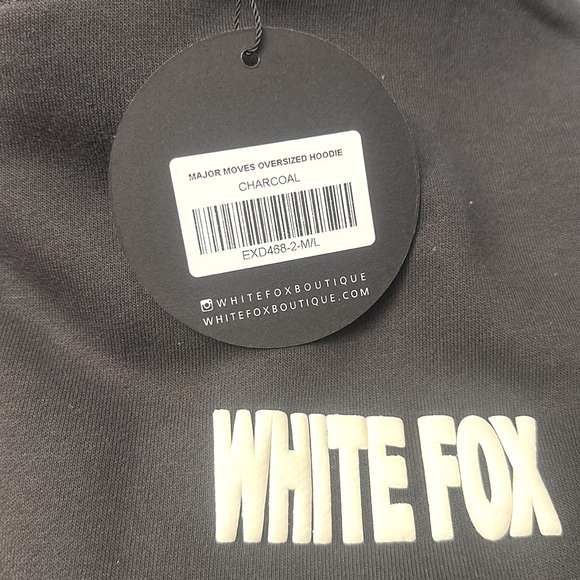 MAJOR MOVES OVERSIZED HOODIE
CHARCOAL
EXD468-2-M/L
WHITEFOXBOUTIQUE
WHITEFOXBOUTIQUE.COM
WHITE FOX